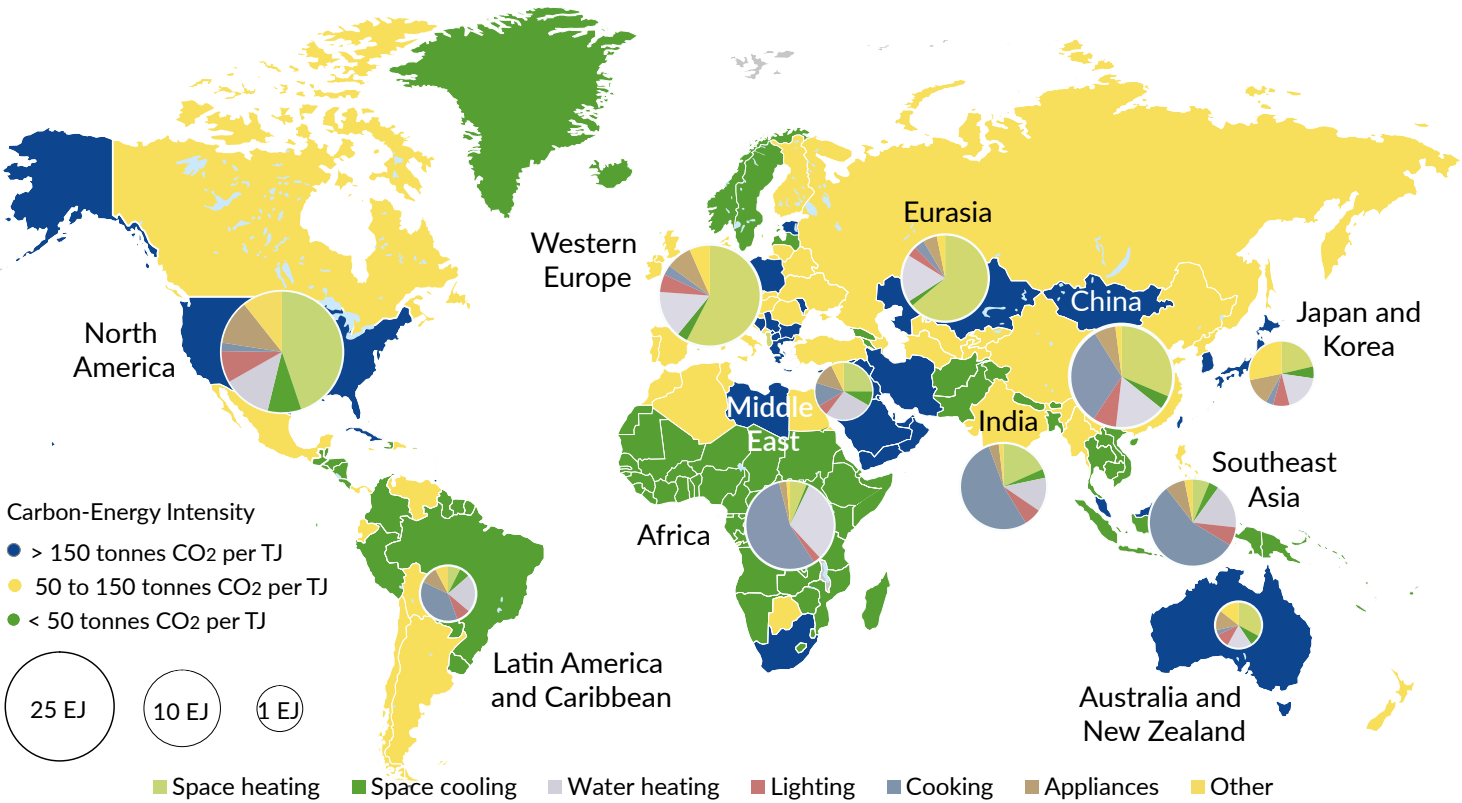 Eurasia
Western
Europe
China
Japan and
Korea
North
America
Middle
East
India
Southeast
Asia
Africa
Carbon-Energy Intensity
> 150 tonnes CO2 per TJ
50 to 150 tonnes CO2 per TJ
< 50 tonnes CO2 per TJ
25 EJ
10 EJ
1 EJ
Latin America
and Caribbean
Australia and
New Zealand
Space heating
Space cooling
Water heating
Lighting
Cooking
Appliances
Other